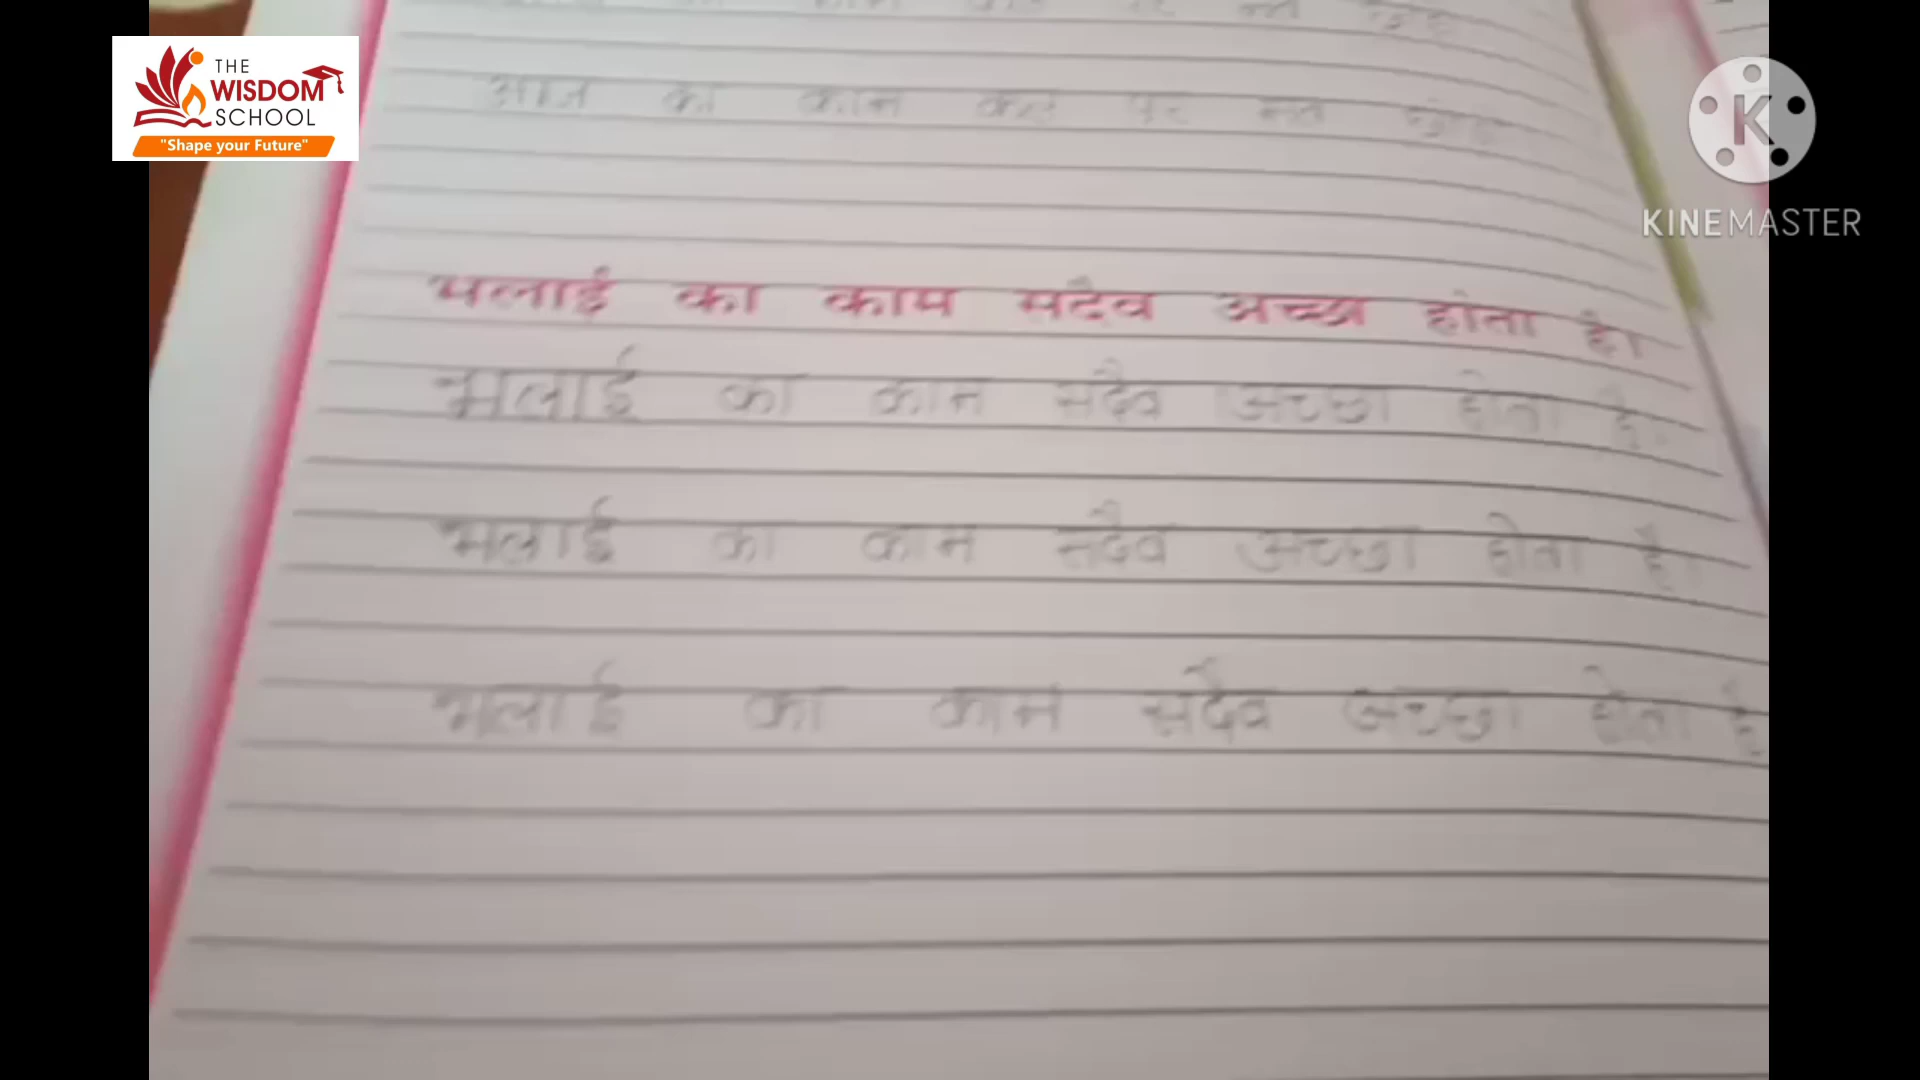 THE
WISDOM
SCHOOL
"Shape your Future"
K
KINEMASTER
आज का काम कल पर मत
भलाई का काम सदैव अच्छा होता है।
भलाई का काम सदैव अच्छा होता है।
भलाई का काम सदैव अच्छा होता है।
भलाई का काम सदैव अच्छा होता है